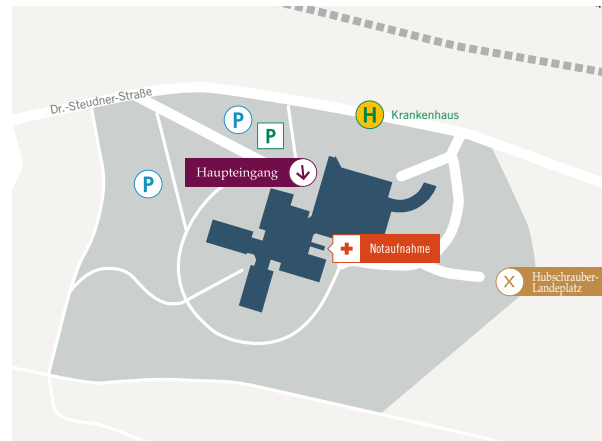 Dr.-Steudner-Straße
P
H
Krankenhaus
P
Haupteingang
P
Notaufnahme
X
Hubschrauber-
Landeplatz